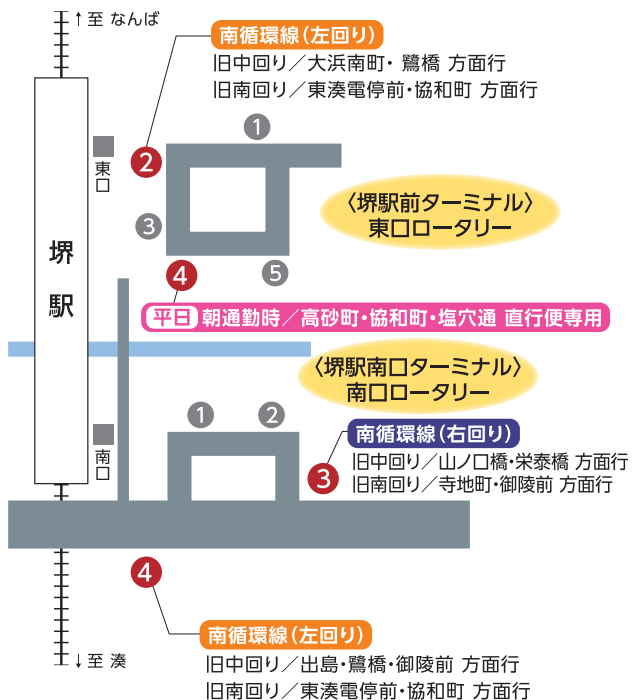 ↑至 なんば
南循環線（左回り）
旧中回り／大浜南町・鷺橋 方面行
旧南回り／東湊電停前・協和町 方面行
1
2
東口
3
〈堺駅前ターミナル〉
東口ロータリー
堺駅
4
5
平日 朝通勤時／高砂町・協和町・塩穴通 直行便専用
〈堺駅南口ターミナル〉
南口ロータリー
1
2
南口
南循環線（右回り）
3
旧中回り／山ノ口橋・栄泰橋 方面行
旧南回り／寺地町・御陵前 方面行
4
南循環線（左回り）
↓至 湊
旧中回り／出島・鷺橋・御陵前 方面行
旧南回り／東湊電停前・協和町 方面行